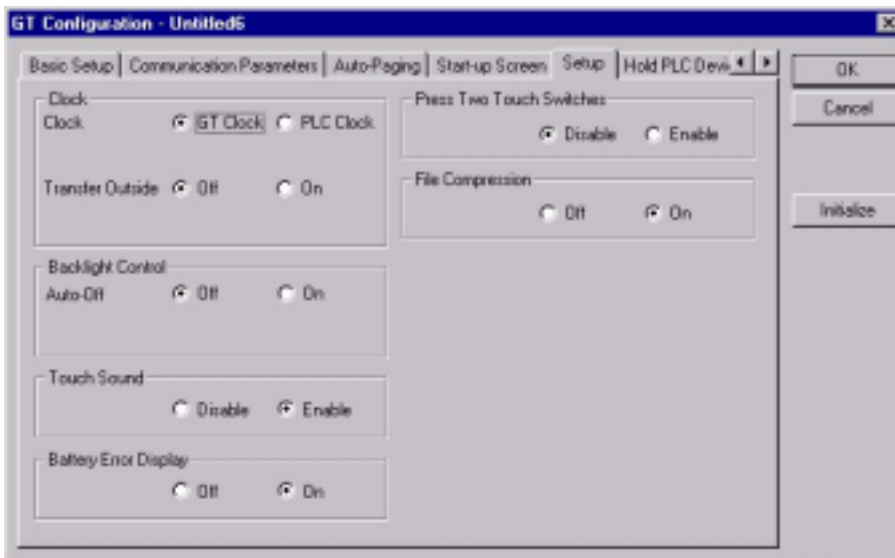 GT Configuration - Untitled6
Basic Setup Communication Parameters Auto-Paging Start-up Screen Setup Hold PLC Devi
OK
Cancel
Initialize
Clock
Clock GT Clock PLC Clock
Transfer Outside Off On
Backlight Control
Auto-Off Off On
Touch Sound
Disable Enable
Battery Error Display
Off On
Press Two Touch Switches
Disable Enable
File Compression
Off On